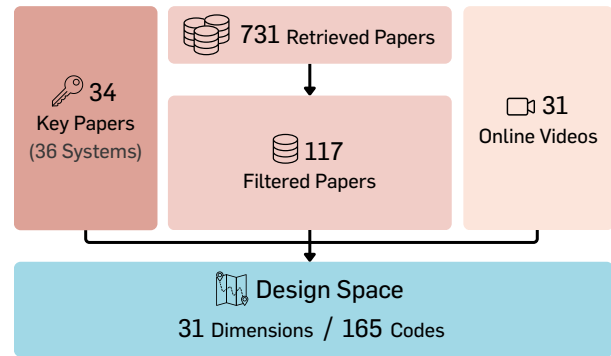 34
Key Papers
(36 Systems)
731 Retrieved Papers
117
Filtered Papers
31
Online Videos
Design Space
31 Dimensions / 165 Codes